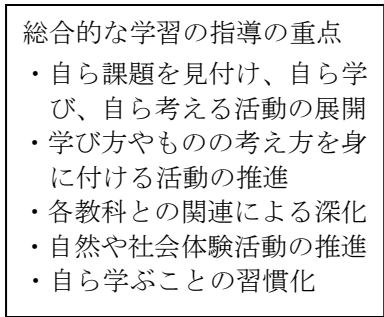 総合的な学習の指導の重点
・自ら課題を見付け、自ら学
び、自ら考える活動の展開
・学び方やものの考え方を身
に付ける活動の推進
・各教科との関連による深化
・自然や社会体験活動の推進
・自ら学ぶことの習慣化